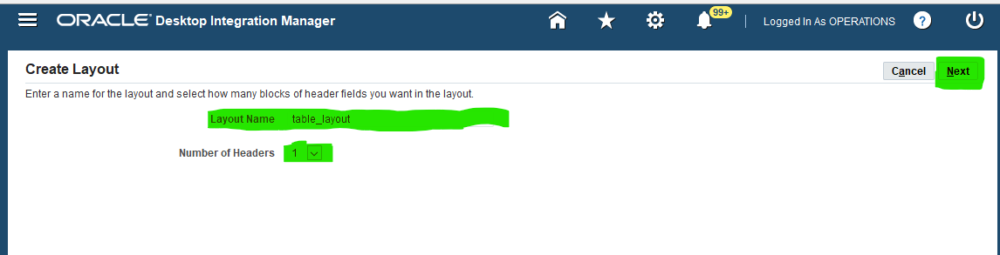 ORACLE Desktop Integration Manager 99+ Logged In As OPERATIONS ?
Create Layout Cancel Next
Enter a name for the layout and select how many blocks of header fields you want in the layout.
Layout Name table_layout
Number of Headers 1